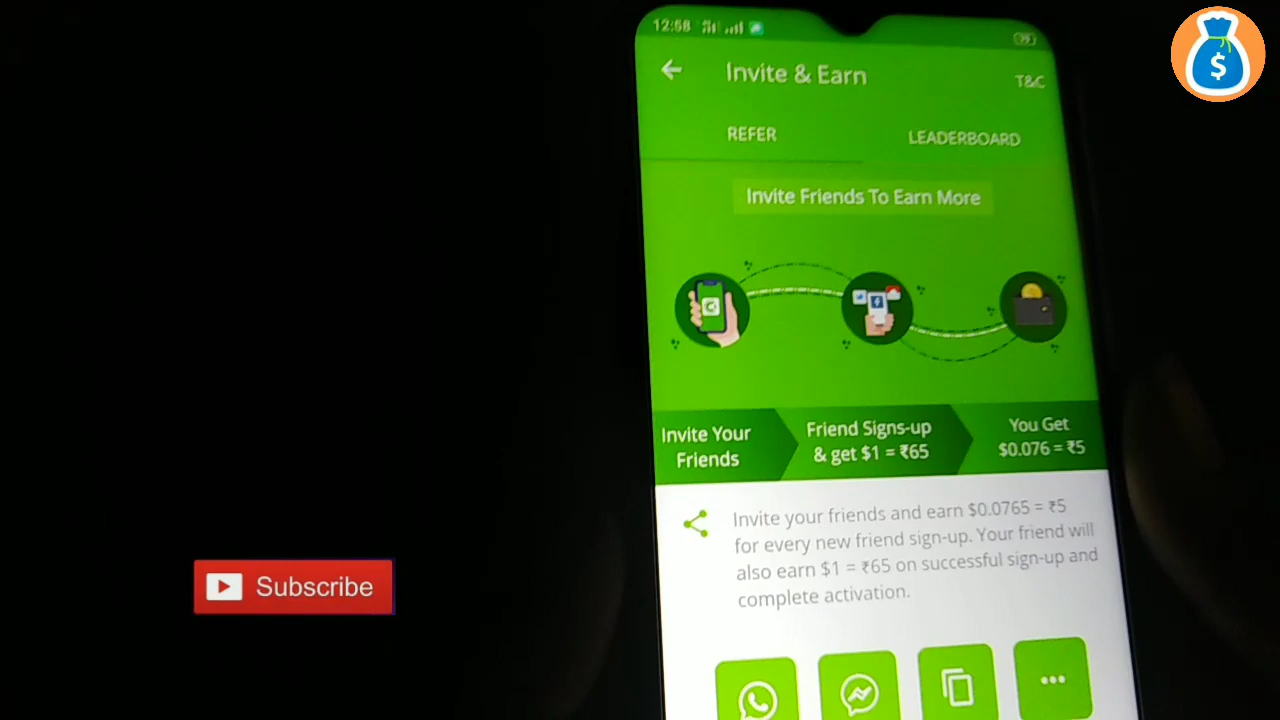 12:58
Invite & Earn
T&C
REFER
LEADERBOARD
Invite Friends To Earn More
Invite Your
Friends
Friend Signs-up
& get $1 = ₹65
You Get
$0.076 = ₹5
Invite your friends and earn $0.0765 = ₹5
for every new friend sign-up. Your friend will
also earn $1 = ₹65 on successful sign-up and
complete activation.
Subscribe
$